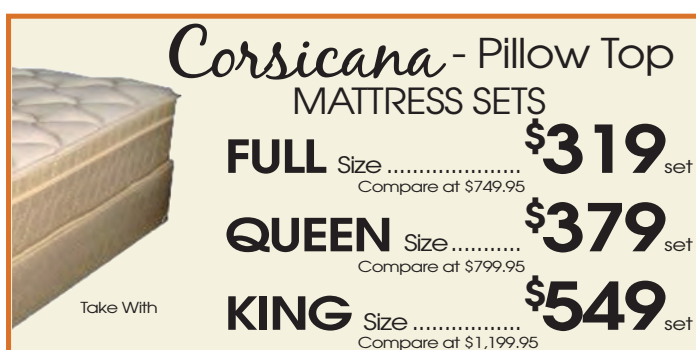 Corsicana - Pillow Top
MATTRESS SETS
FULL Size ..................... $319 set
Compare at $749.95
QUEEN Size ........... $379 set
Compare at $799.95
Take With
KING Size ................. $549 set
Compare at $1,199.95